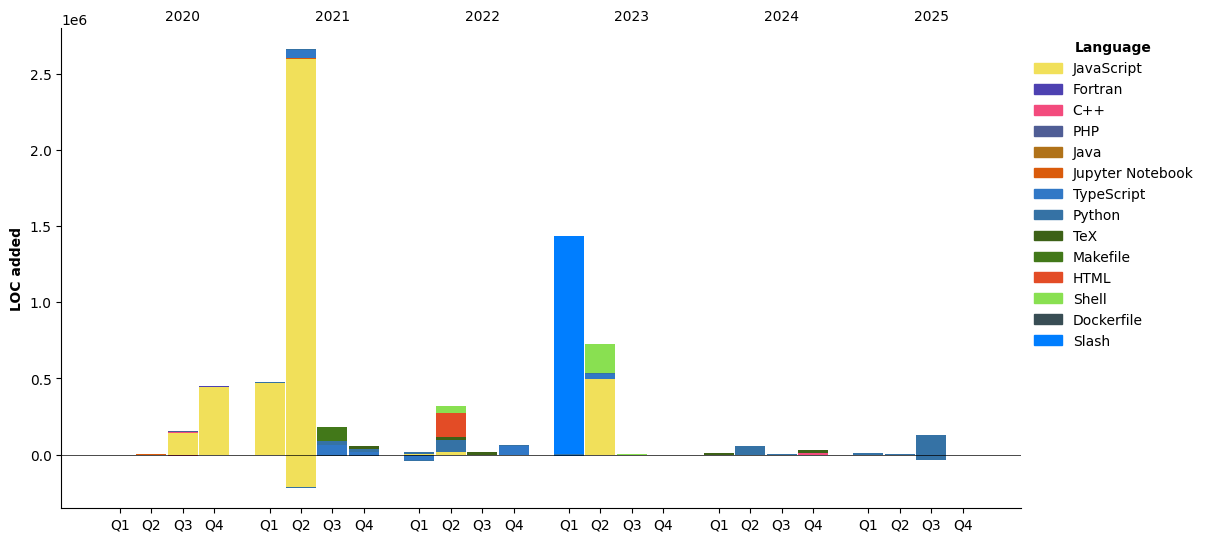 1e6
2020 2021 2022 2023 2024 2025
LOC added
2.5
2.0
1.5
1.0
0.5
0.0
Q1 Q2 Q3 Q4 Q1 Q2 Q3 Q4 Q1 Q2 Q3 Q4 Q1 Q2 Q3 Q4 Q1 Q2 Q3 Q4 Q1 Q2 Q3 Q4
Language
JavaScript
Fortran
C++
PHP
Java
Jupyter Notebook
TypeScript
Python
TeX
Makefile
HTML
Shell
Dockerfile
Slash